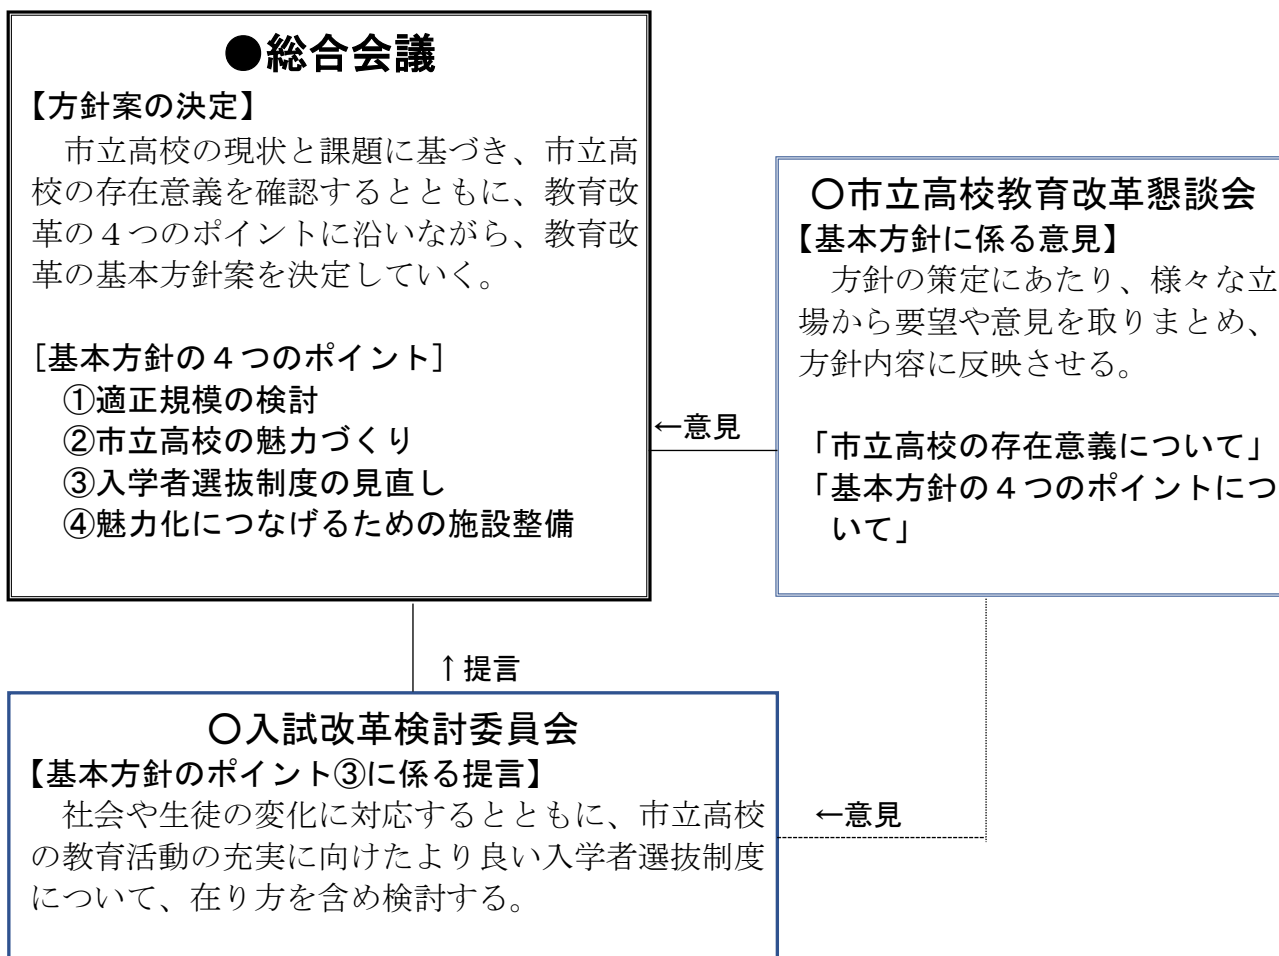 ●総合会議
【方針案の決定】
　市立高校の現状と課題に基づき、市立高
校の存在意義を確認するとともに、教育改
革の４つのポイントに沿いながら、教育改
革の基本方針案を決定していく。
［基本方針の４つのポイント］
①適正規模の検討
②市立高校の魅力づくり
③入学者選抜制度の見直し
④魅力化につなげるための施設整備
←意見
〇市立高校教育改革懇談会
【基本方針に係る意見】
　方針の策定にあたり、様々な立
場から要望や意見を取りまとめ、
方針内容に反映させる。
「市立高校の存在意義について」
「基本方針の４つのポイントにつ
いて」
↑提言
〇入試改革検討委員会
【基本方針のポイント③に係る提言】
　社会や生徒の変化に対応するとともに、市立高校
の教育活動の充実に向けたより良い入学者選抜制度
について、在り方を含め検討する。
←意見